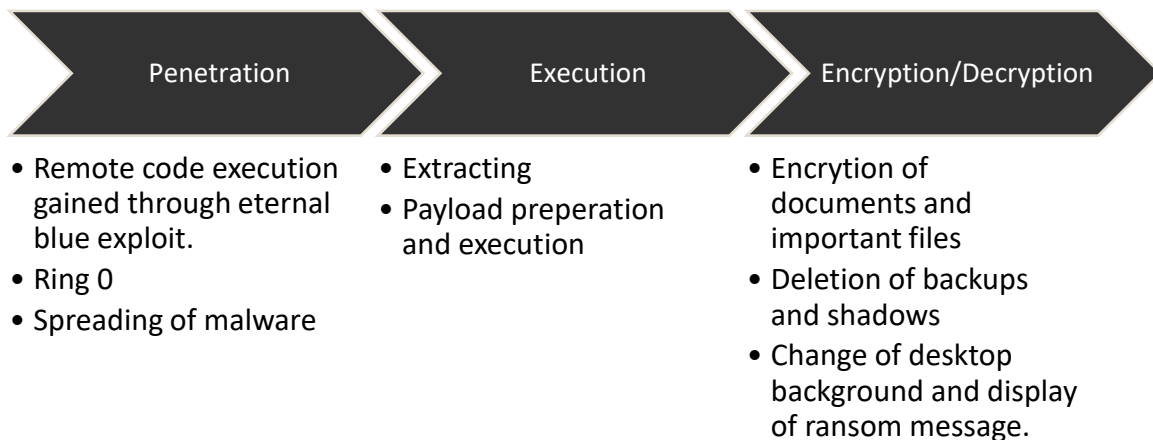 Penetration
Execution
Encryption/Decryption
• Remote code execution
gained through eternal
blue exploit.
• Ring 0
• Spreading of malware
• Extracting
• Payload preperation
and execution
• Encrytion of
documents and
important files
• Deletion of backups
and shadows
• Change of desktop
background and display
of ransom message.